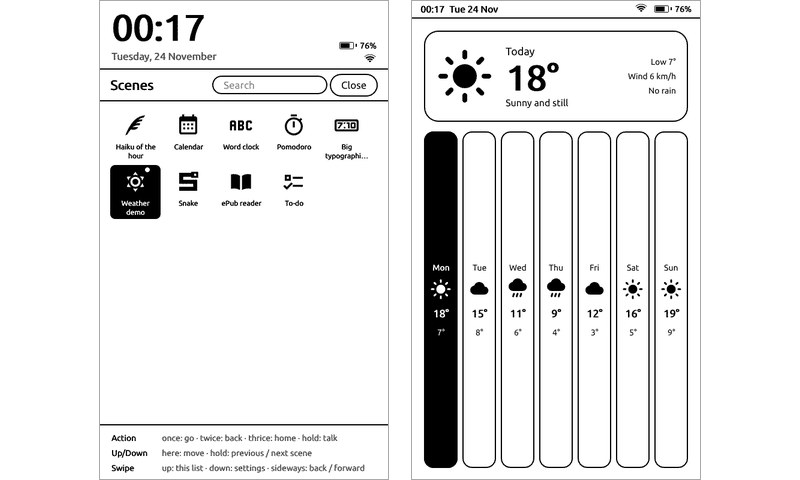 00:17
Tuesday, 24 November
76%
Scenes
Search
Close
Haiku of the
hour
Calendar
ABC
Word clock
Pomodoro
7:10
Big
typographi...
Weather
demo
Snake
ePub reader
To-do
Action once: go · twice: back · thrice: home · hold: talk
Up/Down here: move · hold: previous / next scene
Swipe up: this list · down: settings · sideways: back / forward
00:17 Tue 24 Nov
76%
Today
18°
Sunny and still
Low 7°
Wind 6 km/h
No rain
Mon Tue Wed Thu Fri Sat Sun
18° 15° 11° 9° 12° 16° 19°
7° 8° 6° 4° 3° 5° 9°